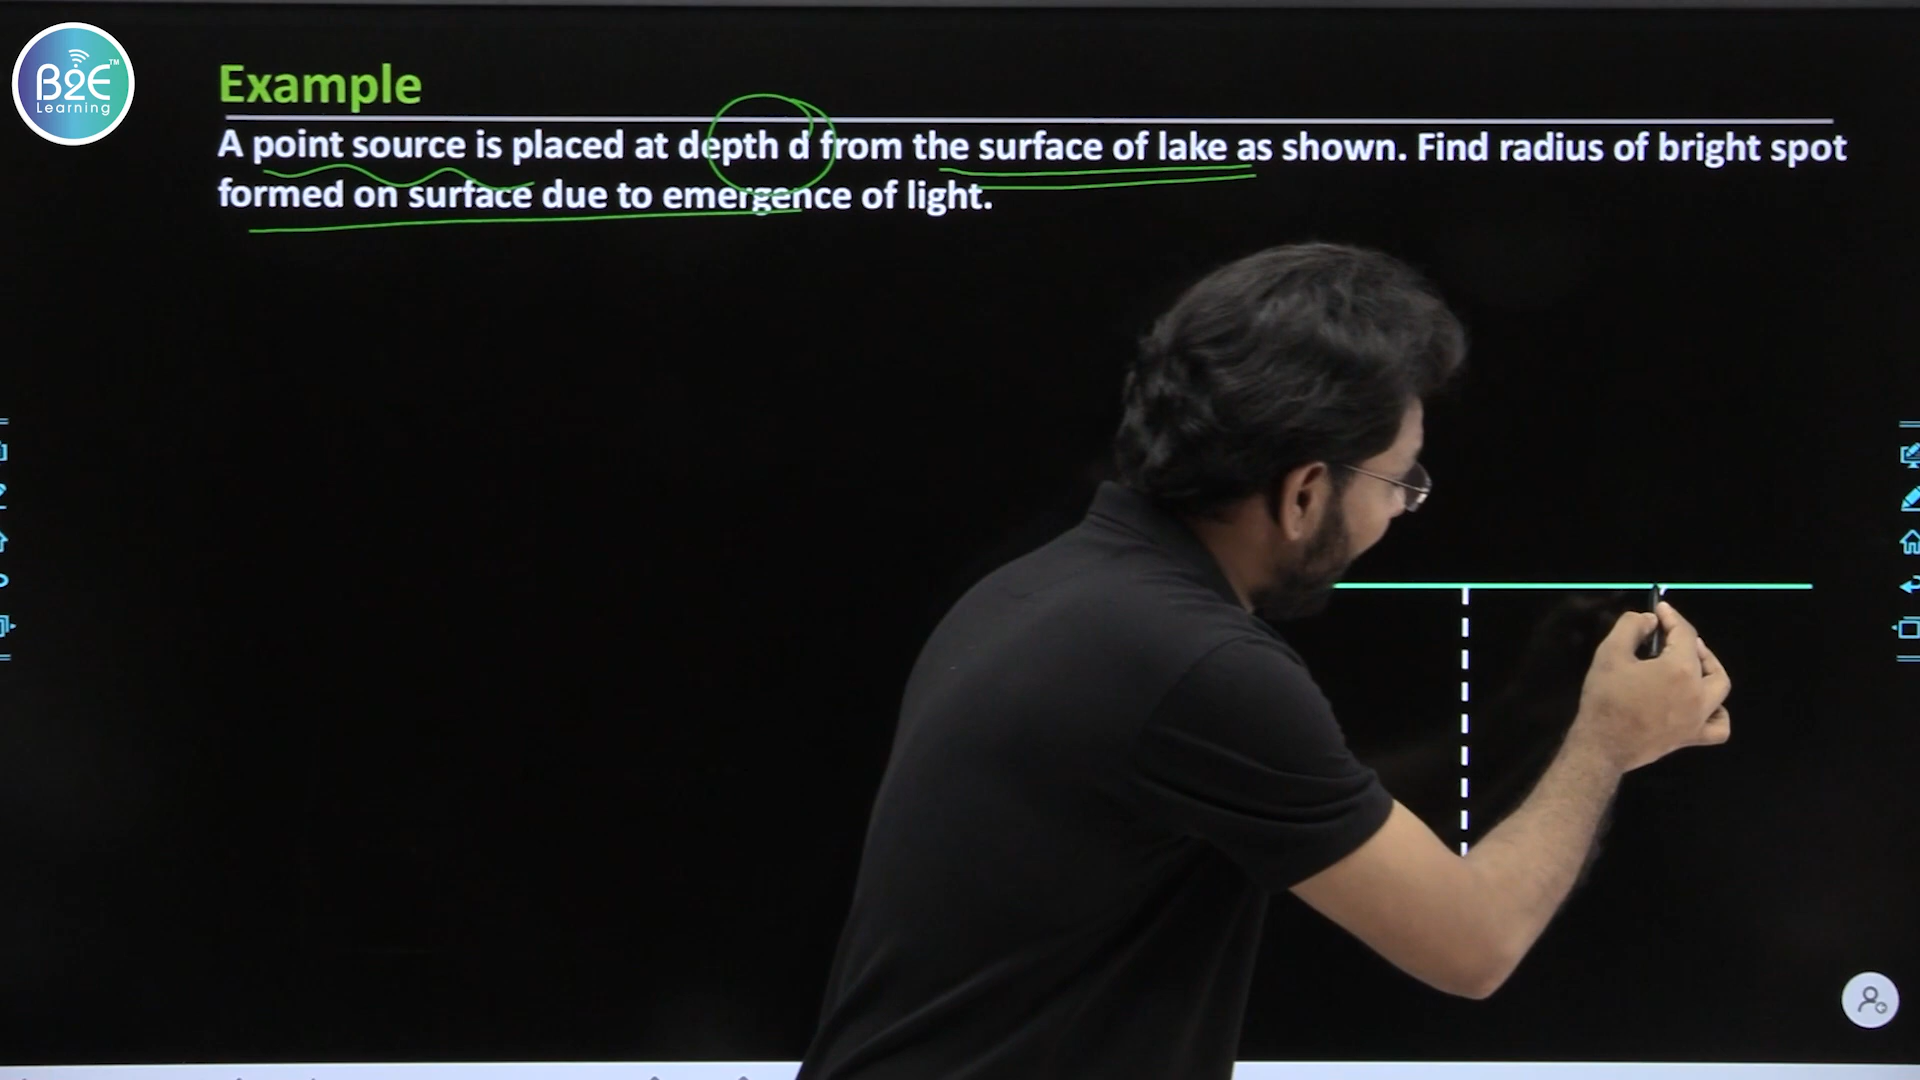 B2E™
Learning
Example
A point source is placed at depth d from the surface of lake as shown. Find radius of bright spot
formed on surface due to emergence of light.